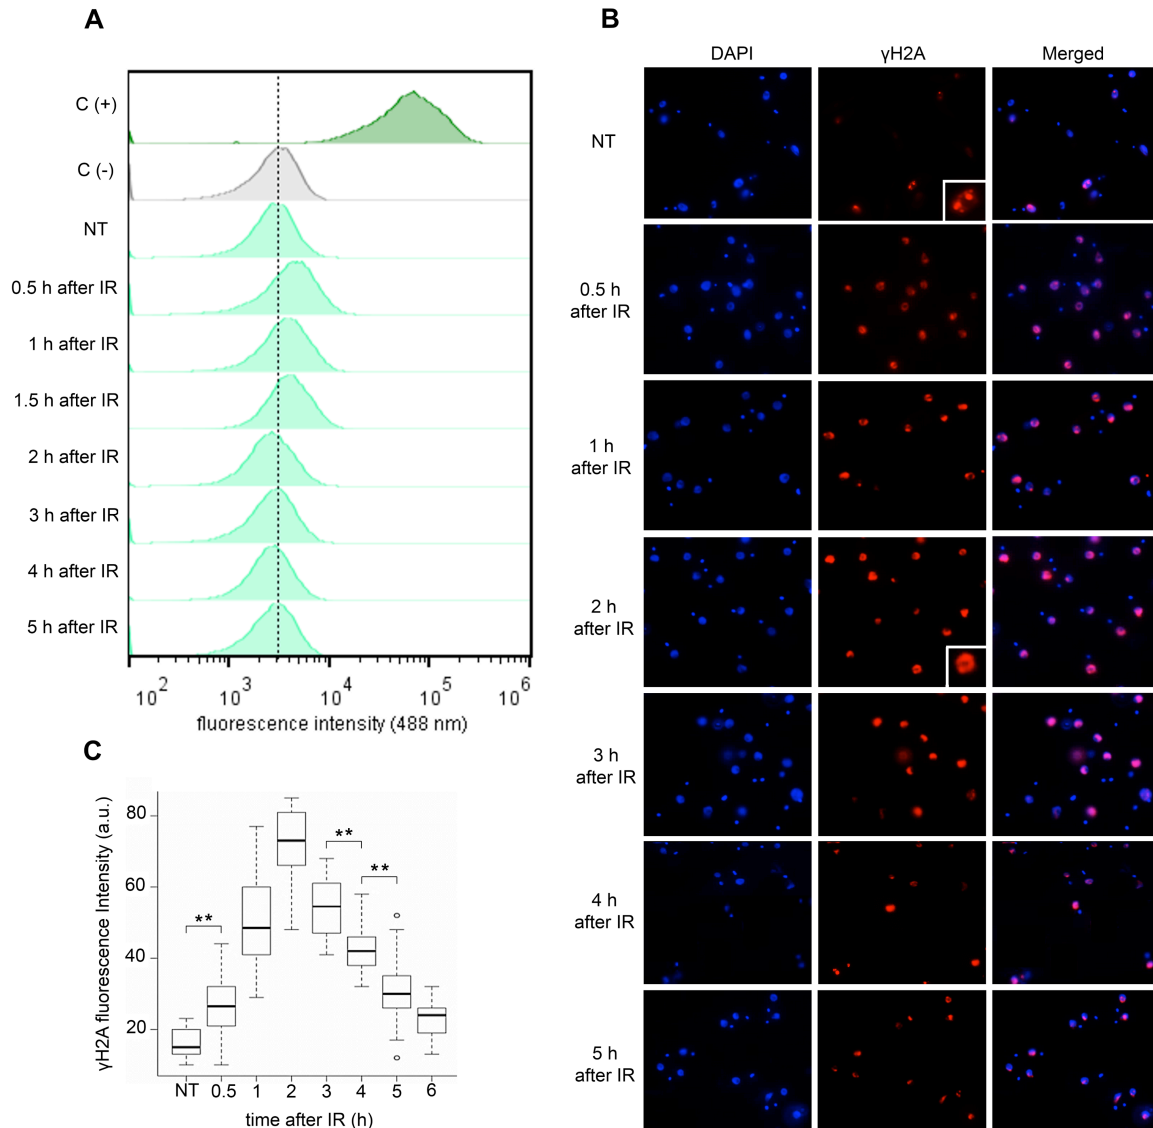 A
C (+)
C (-)
NT
0.5 h after IR
1 h after IR
1.5 h after IR
2 h after IR
3 h after IR
4 h after IR
5 h after IR
10^2 10^3 10^4 10^5 10^6
fluorescence intensity (488 nm)
B
DAPI γH2A Merged
NT
0.5 h
after IR
1 h
after IR
2 h
after IR
3 h
after IR
4 h
after IR
5 h
after IR
C
γH2A fluorescence Intensity (a.u.)
80
60
40
20
**
**
**
NT 0.5 1 2 3 4 5 6
time after IR (h)